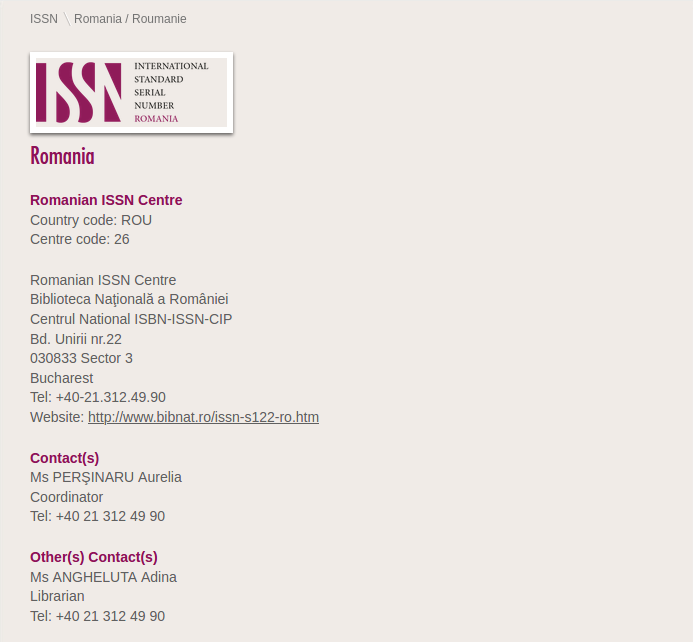 ISSN \ Romania / Roumanie
ISSN
INTERNATIONAL
STANDARD
SERIAL
NUMBER
ROMANIA
Romania
Romanian ISSN Centre
Country code: ROU
Centre code: 26
Romanian ISSN Centre
Biblioteca Naţională a României
Centrul National ISBN-ISSN-CIP
Bd. Unirii nr.22
030833 Sector 3
Bucharest
Tel: +40-21.312.49.90
Website: http://www.bibnat.ro/issn-s122-ro.htm
Contact(s)
Ms PERŞINARU Aurelia
Coordinator
Tel: +40 21 312 49 90
Other(s) Contact(s)
Ms ANGHELUTA Adina
Librarian
Tel: +40 21 312 49 90